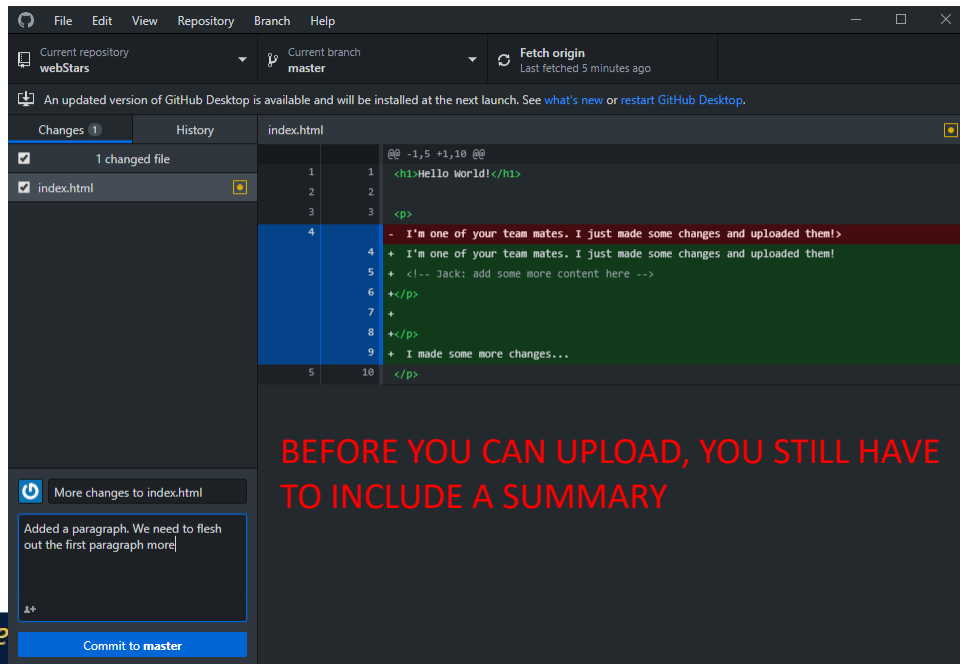 File Edit View Repository Branch Help
Current repository
webStars
Current branch
master
Fetch origin
Last fetched 5 minutes ago
An updated version of GitHub Desktop is available and will be installed at the next launch. See what's new or restart GitHub Desktop.
Changes 1 History
index.html
1 changed file
index.html
@@ -1,5 +1,10 @@
1 1 <h1>Hello World!</h1>
2 2
3 3 <p>
4 - I'm one of your team mates. I just made some changes and uploaded them!>
4 + I'm one of your team mates. I just made some changes and uploaded them!
5 + <!-- Jack: add some more content here -->
6 +</p>
7 +
8 +</p>
9 + I made some more changes...
5 10 </p>
BEFORE YOU CAN UPLOAD, YOU STILL HAVE
TO INCLUDE A SUMMARY
More changes to index.html
Added a paragraph. We need to flesh
out the first paragraph more
Commit to master